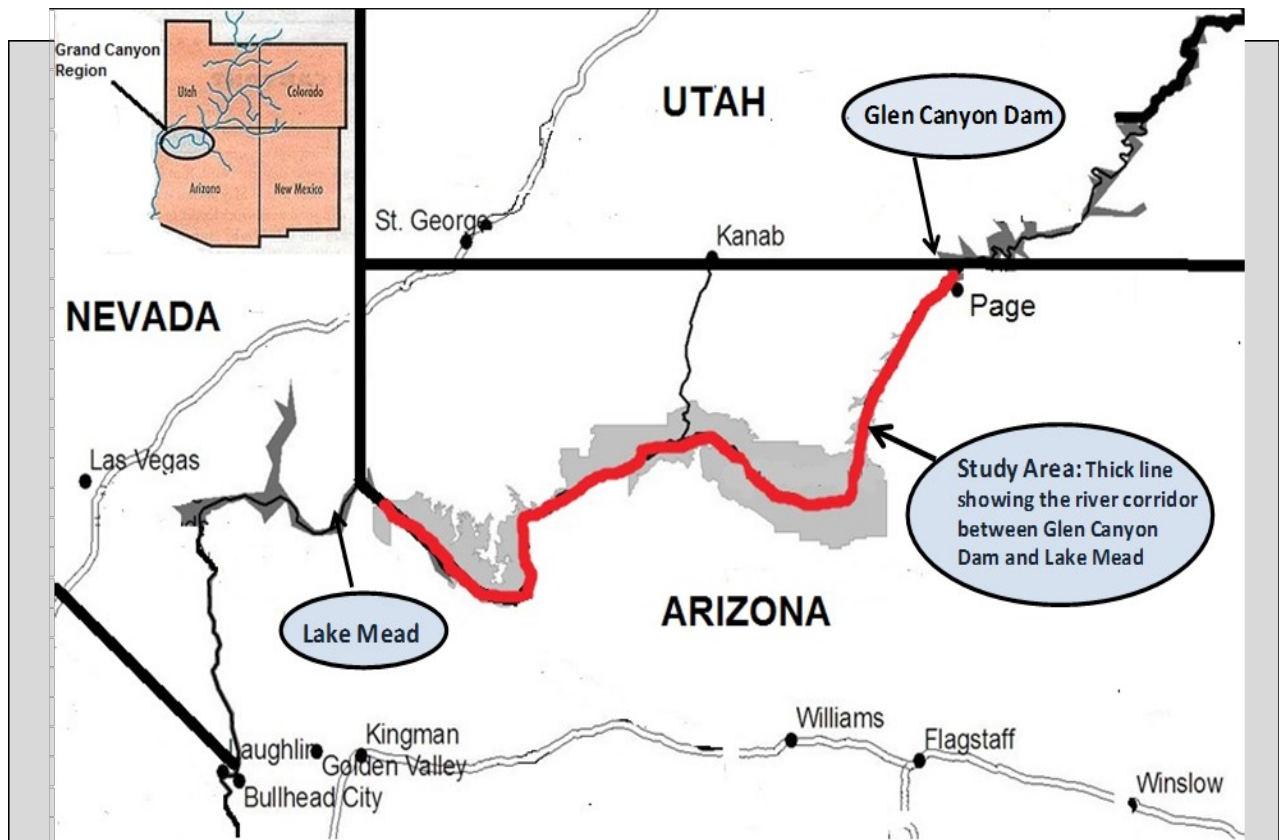 Grand Canyon
Region
Utah
Colorado
Arizona
New Mexico
UTAH
Glen Canyon Dam
St. George
Kanab
NEVADA
Page
Las Vegas
Study Area: Thick line
showing the river corridor
between Glen Canyon
Dam and Lake Mead
ARIZONA
Lake Mead
Williams
Kingman
Flagstaff
Laughlin
Golden Valley
Winslow
Bullhead City